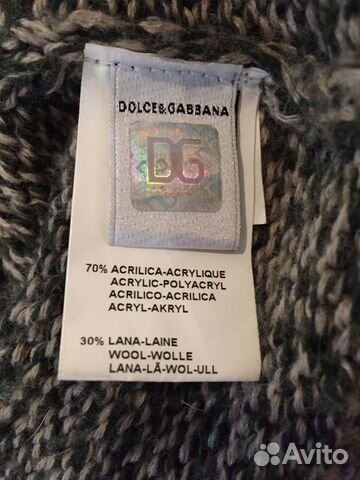 DOLCE&GABBANA
DG
70% ACRILICA-ACRYLIQUE
ACRYLIC-POLYACRYL
ACRILICO-ACRILICA
ACRYL-AKRYL
30% LANA-LAINE
WOOL-WOLLE
LANA-LÃ-WOL-ULL
Avito